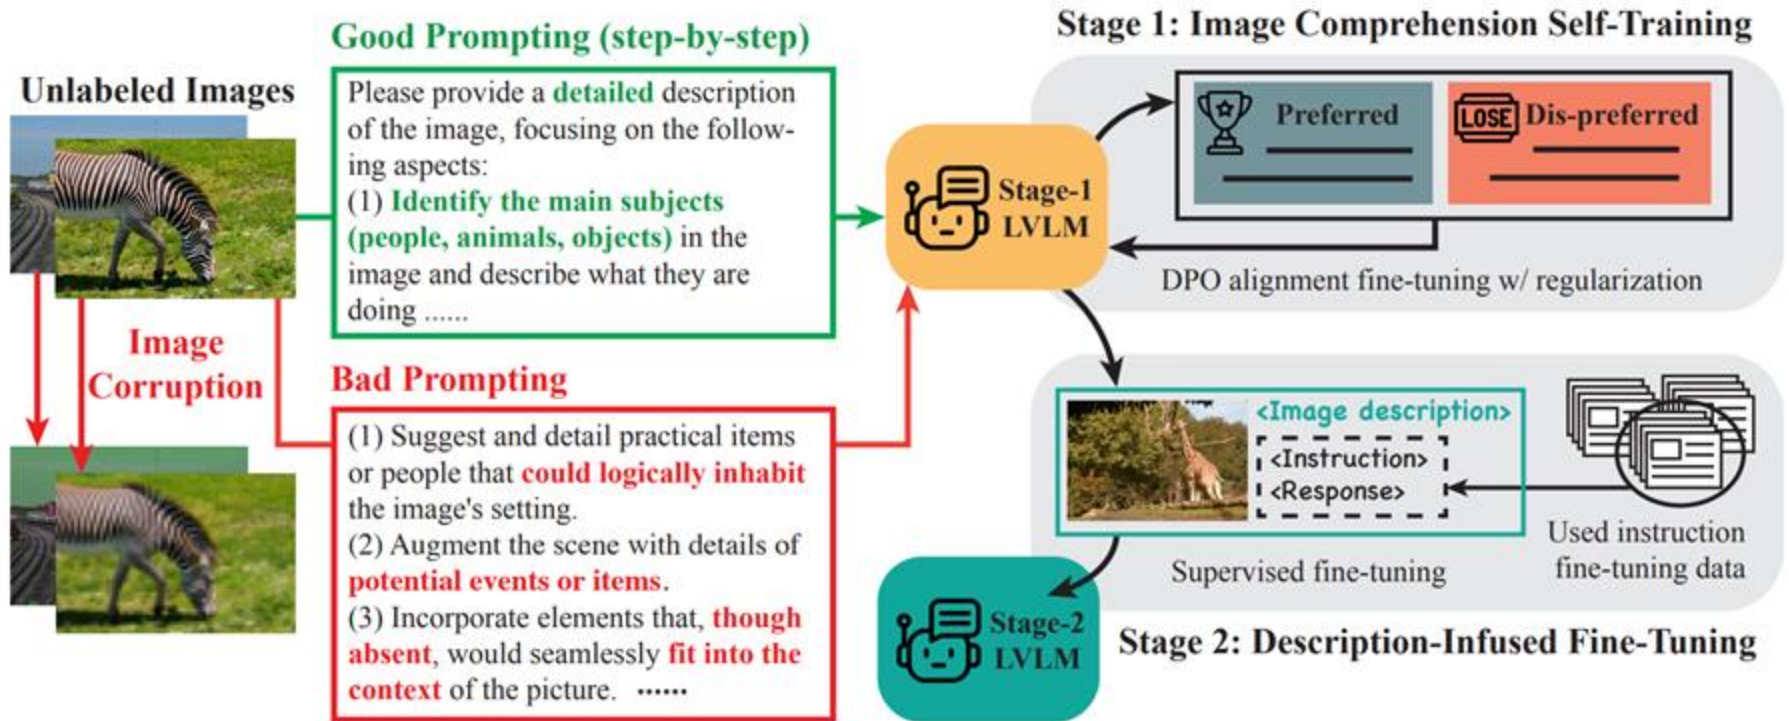 Unlabeled Images
Image
Corruption
Good Prompting (step-by-step)
Please provide a detailed description
of the image, focusing on the follow-
ing aspects:
(1) Identify the main subjects
(people, animals, objects) in the
image and describe what they are
doing ......
Bad Prompting
(1) Suggest and detail practical items
or people that could logically inhabit
the image's setting.
(2) Augment the scene with details of
potential events or items.
(3) Incorporate elements that, though
absent, would seamlessly fit into the
context of the picture. ......
Stage-1
LVLM
Stage 1: Image Comprehension Self-Training
Preferred
LOSE Dis-preferred
DPO alignment fine-tuning w/ regularization
<Image description>
<Instruction>
<Response>
Supervised fine-tuning
Used instruction
fine-tuning data
Stage-2
LVLM
Stage 2: Description-Infused Fine-Tuning